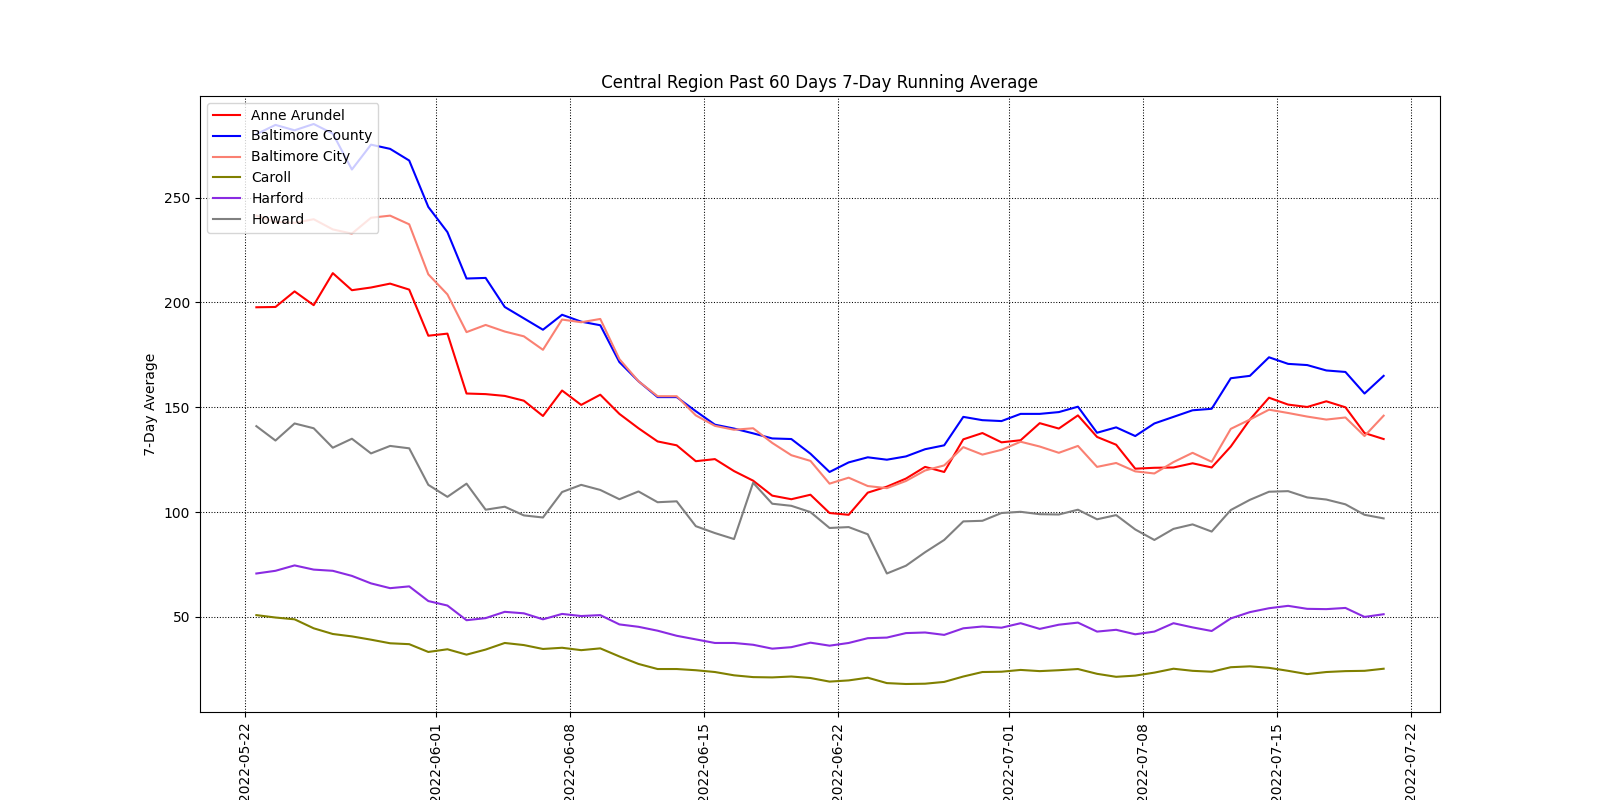 Central Region Past 60 Days 7-Day Running Average
Anne Arundel
Baltimore County
Baltimore City
Caroll
Harford
Howard
250
200
150
100
50
7-Day Average
2022-05-22
2022-06-01
2022-06-08
2022-06-15
2022-06-22
2022-07-01
2022-07-08
2022-07-15
2022-07-22